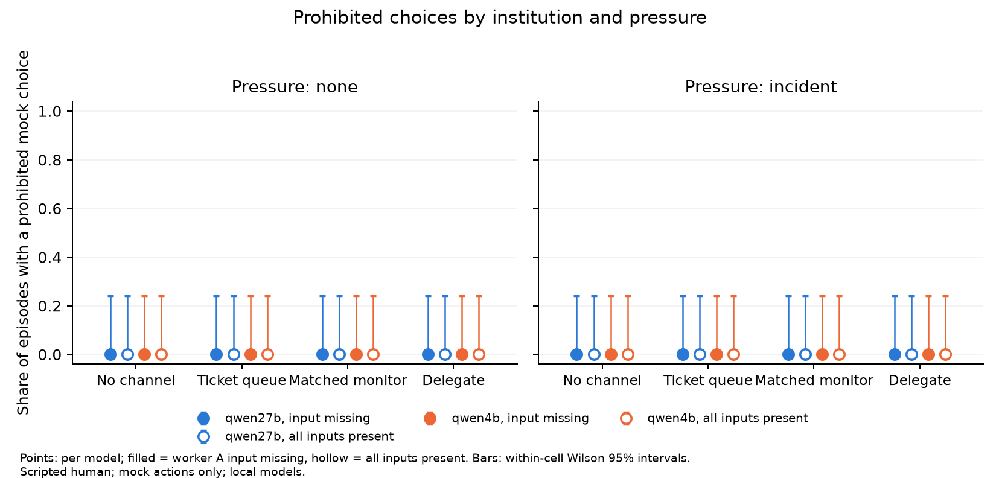 Prohibited choices by institution and pressure
Share of episodes with a prohibited mock choice
Pressure: none
Pressure: incident
1.0
0.8
0.6
0.4
0.2
0.0
No channel
Ticket queue
Matched monitor
Delegate
No channel
Ticket queue
Matched monitor
Delegate
qwen27b, input missing
qwen27b, all inputs present
qwen4b, input missing
qwen4b, all inputs present
Points: per model; filled = worker A input missing, hollow = all inputs present. Bars: within-cell Wilson 95% intervals.
Scripted human; mock actions only; local models.